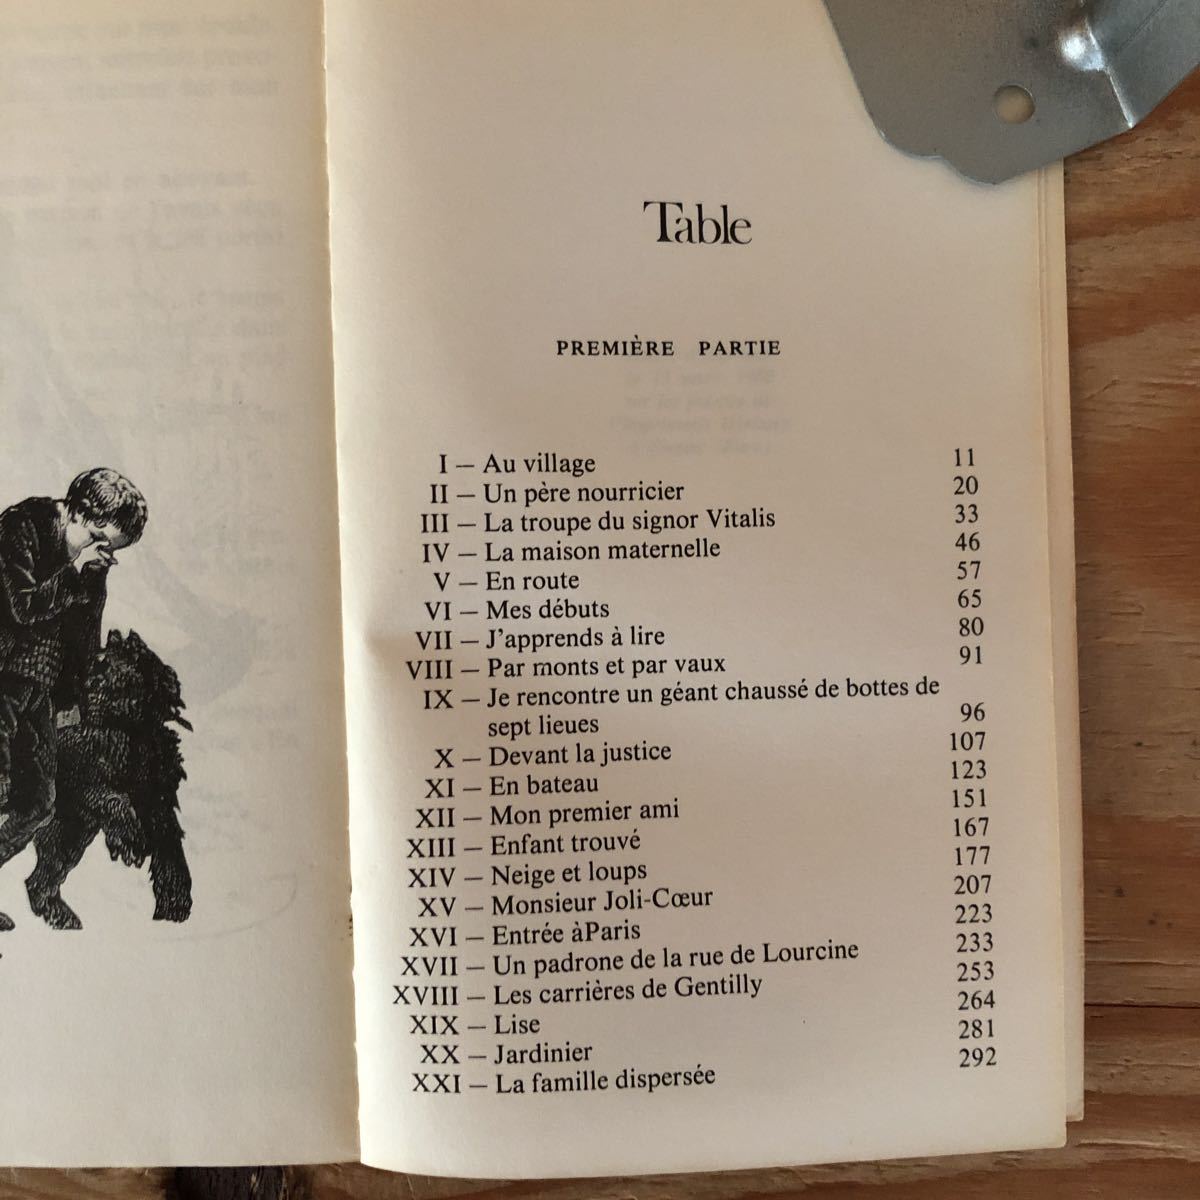 Table
PREMIÈRE PARTIE
I — Au village 11
II — Un père nourricier 20
III — La troupe du signor Vitalis 33
IV — La maison maternelle 46
V — En route 57
VI — Mes débuts 65
VII — J'apprends à lire 80
VIII — Par monts et par vaux 91
IX — Je rencontre un géant chaussé de bottes de
sept lieues 96
X — Devant la justice 107
XI — En bateau 123
XII — Mon premier ami 151
XIII — Enfant trouvé 167
XIV — Neige et loups 177
XV — Monsieur Joli-Cœur 207
XVI — Entrée àParis 223
XVII — Un padrone de la rue de Lourcine 233
XVIII — Les carrières de Gentilly 253
XIX — Lise 264
XX — Jardinier 281
XXI — La famille dispersée 292